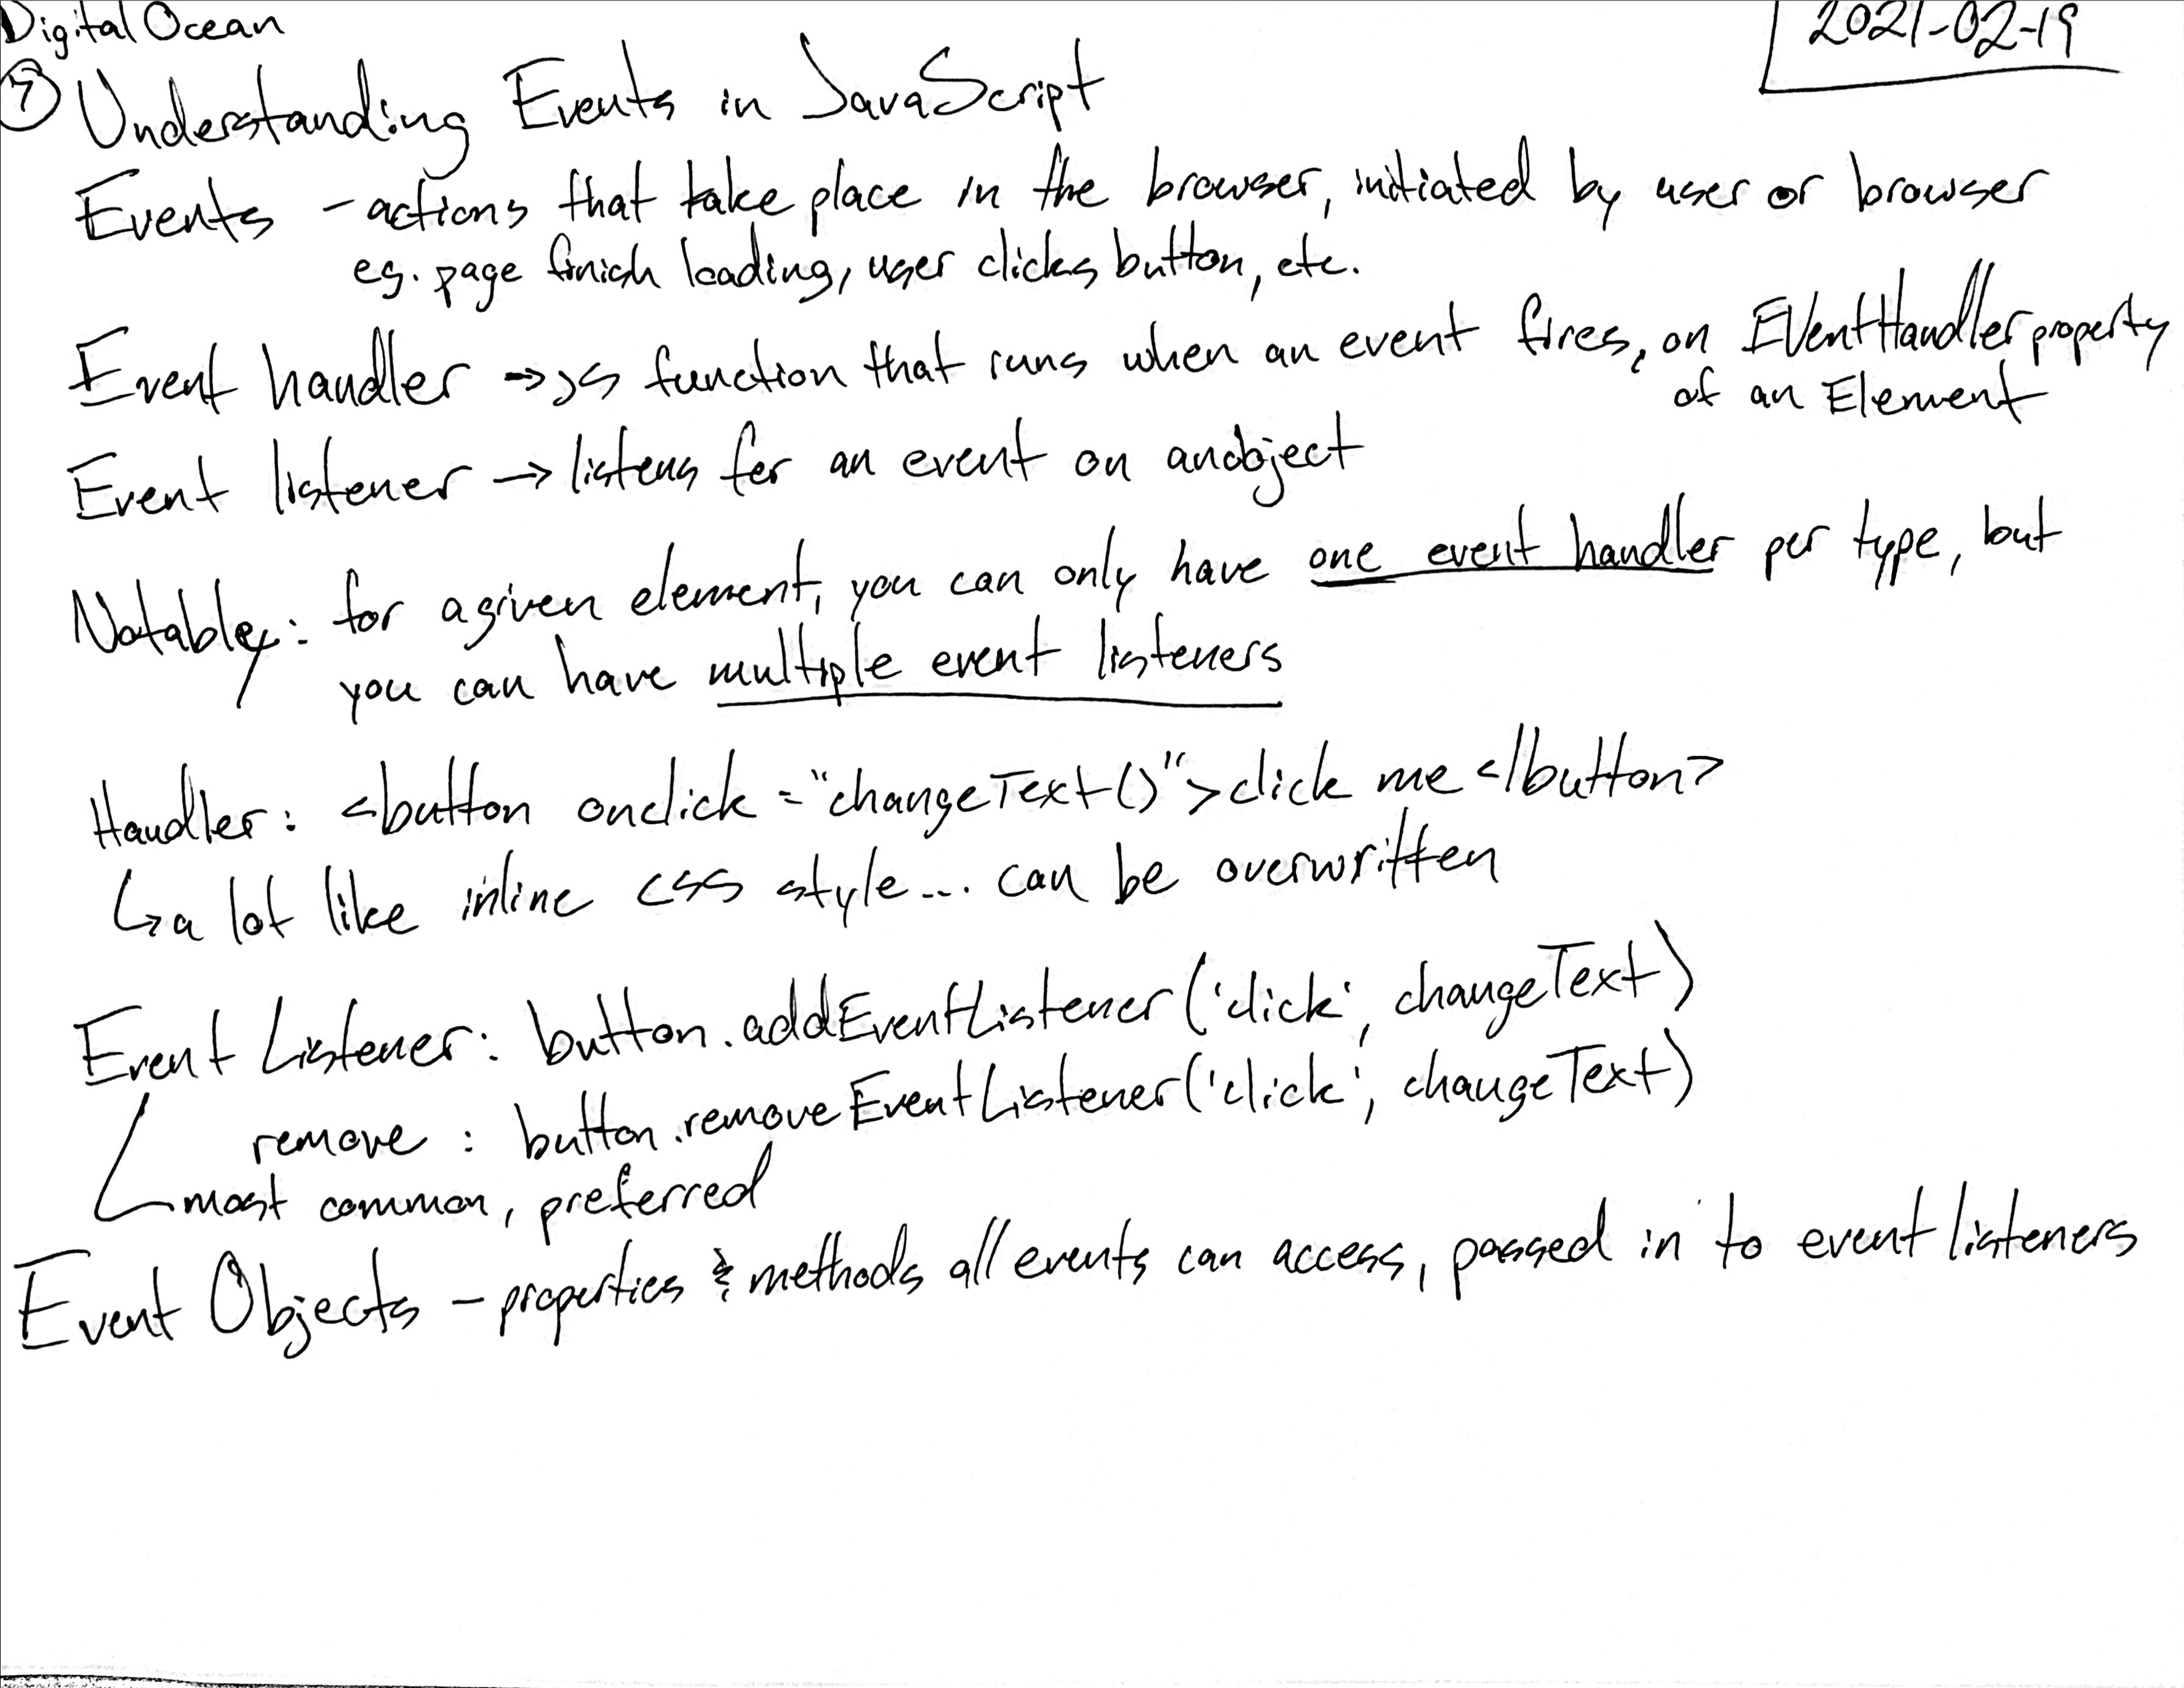 Digital Ocean
2021-02-19
7 Understanding Events in JavaScript
Events - actions that take place in the browser, initiated by user or browser
eg. page finish loading, user clicks button, etc.
Event handler → JS function that runs when an event fires, on EventHandler property
of an Element
Event listener → listens for an event on an object
Notabley: for a given element, you can only have one event handler per type, but
you can have multiple event listeners
Handler: <button onclick = "changeText()">click me </button>
↳ a lot like inline CSS style... can be overwritten
Event Listener: button.addEventListener('click', changeText)
remove: button.removeEventListener('click', changeText)
most common, preferred
Event Objects - properties & methods all events can access, passed in to event listeners